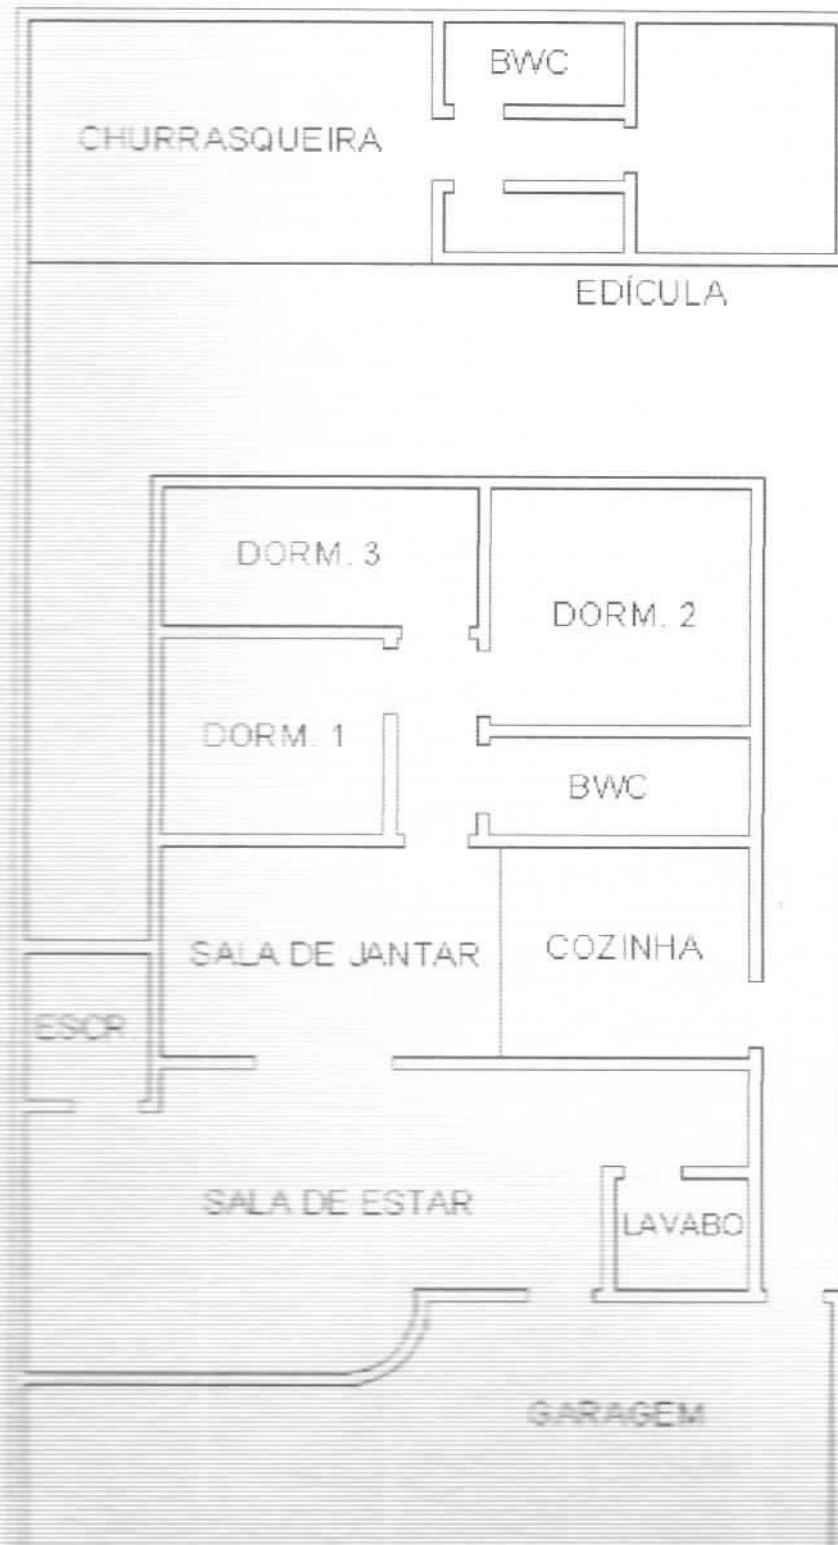 BWC
CHURRASQUEIRA
EDÍCULA
DORM. 3
DORM. 2
DORM. 1
BWC
SALA DE JANTAR
COZINHA
ESCR.
SALA DE ESTAR
LAVABO
GARAGEM